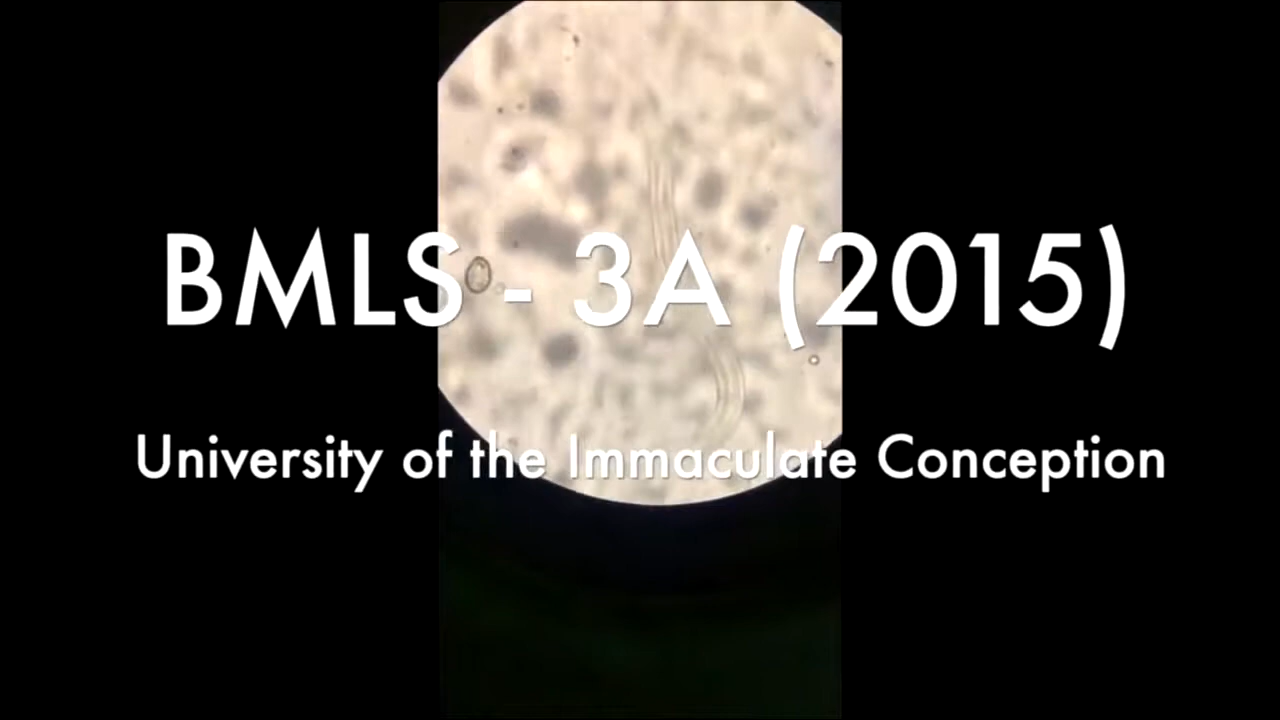 BMLS - 3A (2015)
University of the Immaculate Conception